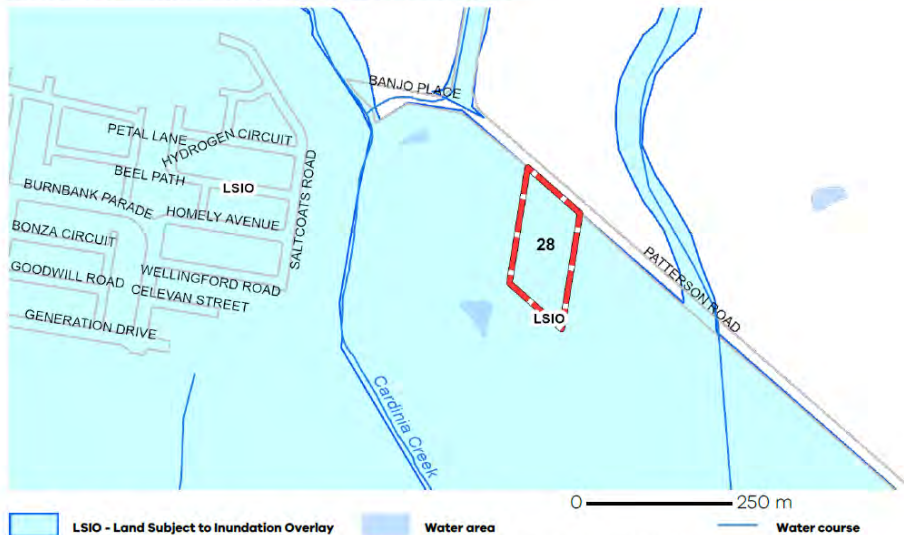 BANJO PLACE
PETAL LANE
HYDROGEN CIRCUIT
BEEL PATH
LSIO
BURNBANK PARADE
HOMELY AVENUE
SALTCOATS ROAD
BONZA CIRCUIT
28
GOODWILL ROAD
WELLINGFORD ROAD
CELEVAN STREET
PATTERSON ROAD
LSIO
GENERATION DRIVE
Cardinia Creek
0 250 m
LSIO - Land Subject to Inundation Overlay
Water area
Water course